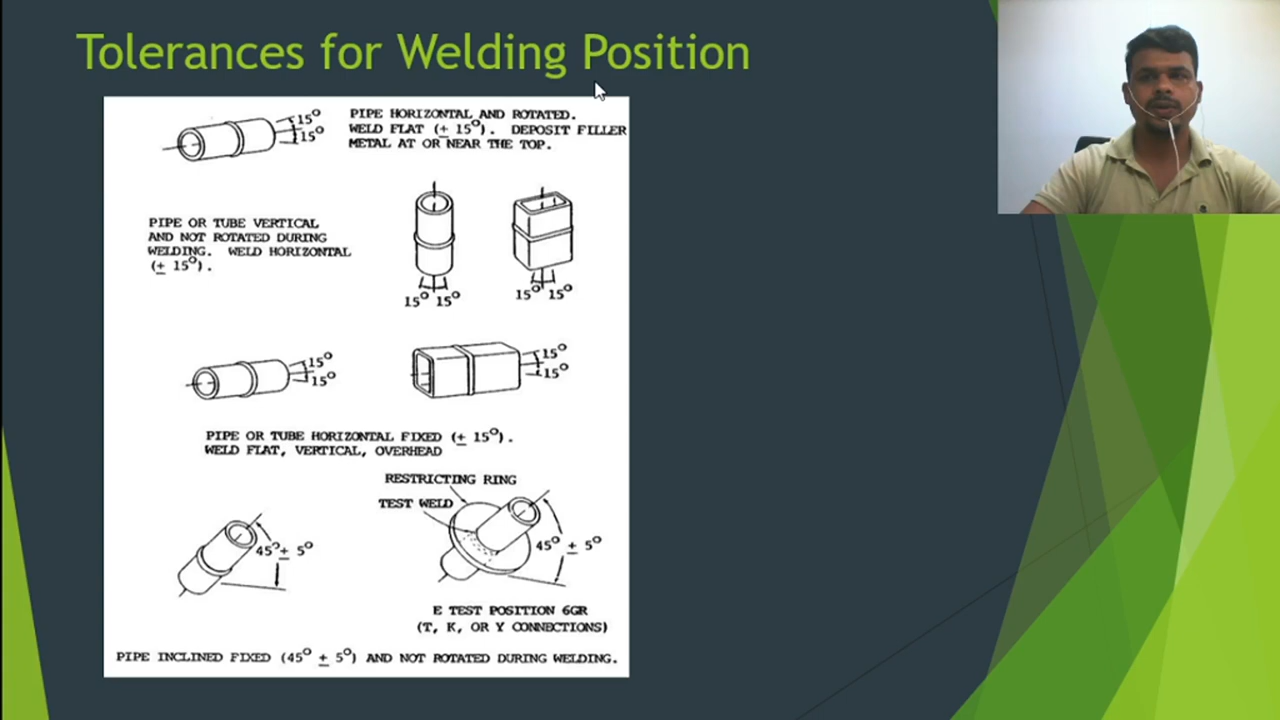 Tolerances for Welding Position
15°
15°
PIPE HORIZONTAL AND ROTATED.
WELD FLAT (± 15°). DEPOSIT FILLER
METAL AT OR NEAR THE TOP.
PIPE OR TUBE VERTICAL
AND NOT ROTATED DURING
WELDING. WELD HORIZONTAL
(± 15°).
15° 15°
15° 15°
15°
15°
15°
15°
PIPE OR TUBE HORIZONTAL FIXED (± 15°).
WELD FLAT, VERTICAL, OVERHEAD
RESTRICTING RING
TEST WELD
45°± 5°
45° ± 5°
E TEST POSITION 6GR
(T, K, OR Y CONNECTIONS)
PIPE INCLINED FIXED (45° ± 5°) AND NOT ROTATED DURING WELDING.